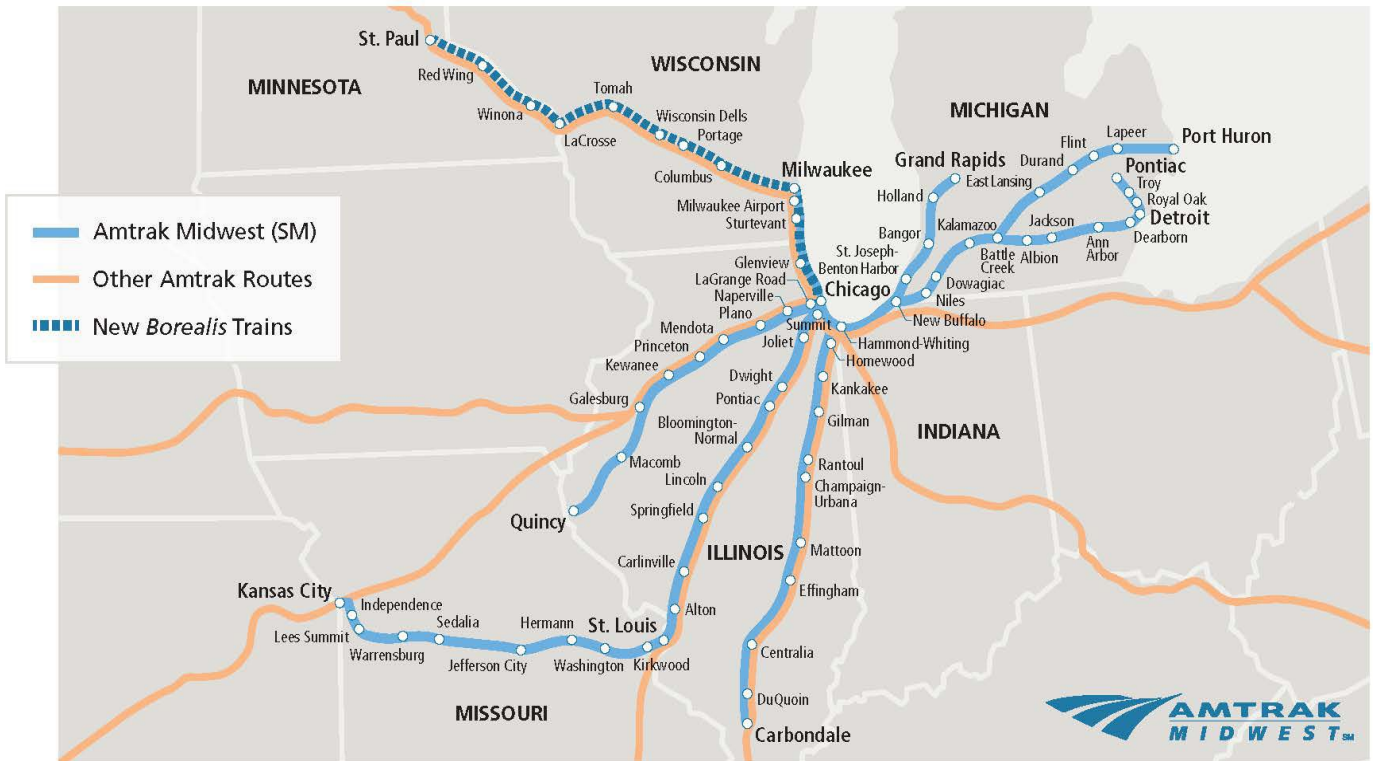 St. Paul
Red Wing
MINNESOTA
Winona
LaCrosse
Tomah
WISCONSIN
Wisconsin Dells
Portage
Columbus
Milwaukee
Milwaukee Airport
Sturtevant
Glenview
LaGrange Road
Naperville
Plano
Mendota
Princeton
Kewanee
Galesburg
Macomb
Quincy
Chicago
Summit
Joliet
Dwight
Pontiac
Bloomington-
Normal
Lincoln
Springfield
Carlinville
Alton
ILLINOIS
St. Louis
Kirkwood
Washington
Hermann
Jefferson City
Sedalia
Warrensburg
Lees Summit
Independence
Kansas City
MISSOURI
Hammond-Whiting
Homewood
Kankakee
Gilman
Rantoul
Champaign-
Urbana
Mattoon
Effingham
Centralia
DuQuoin
Carbondale
INDIANA
MICHIGAN
Grand Rapids
Holland
Bangor
St. Joseph-
Benton Harbor
New Buffalo
Niles
Dowagiac
Kalamazoo
Battle
Creek
Albion
Jackson
Ann
Arbor
Dearborn
Detroit
Royal Oak
Troy
Pontiac
East Lansing
Durand
Flint
Lapeer
Port Huron
Amtrak Midwest (SM)
Other Amtrak Routes
New Borealis Trains
AMTRAK
MIDWEST SM